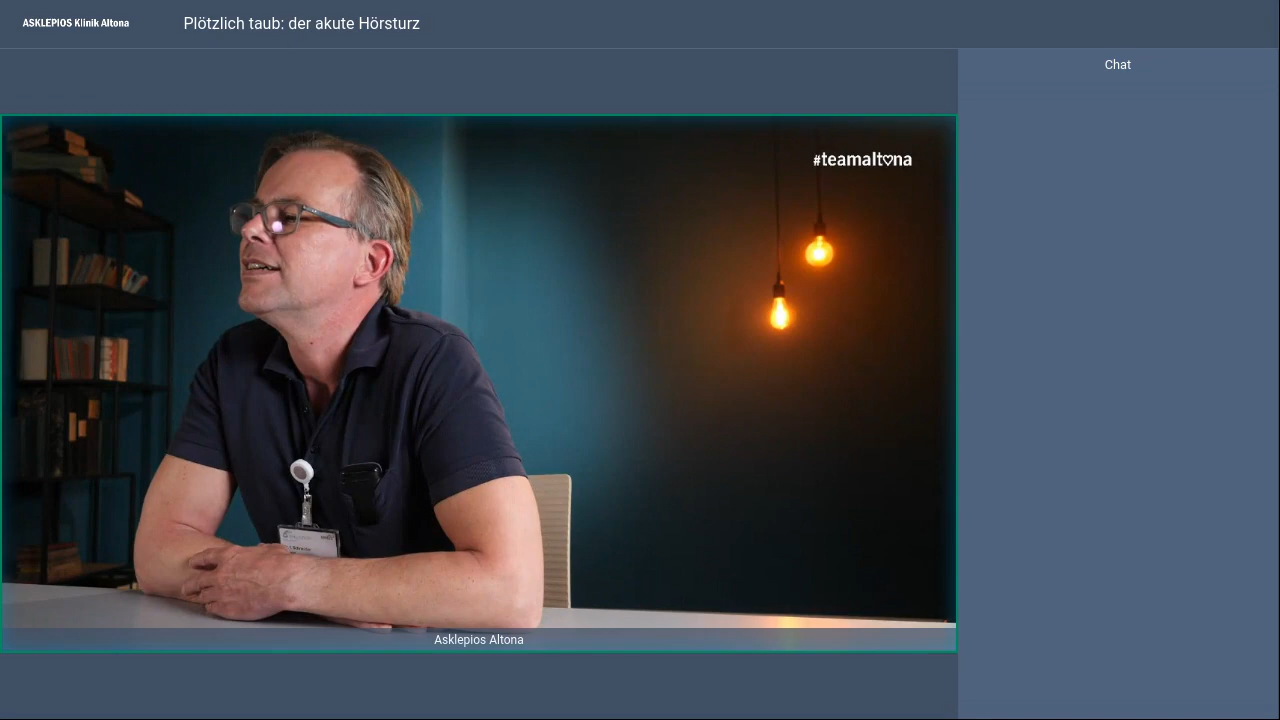 ASKLEPIOS Klinik Altona
Plötzlich taub: der akute Hörsturz
Chat
#teamaltona
Asklepios Altona